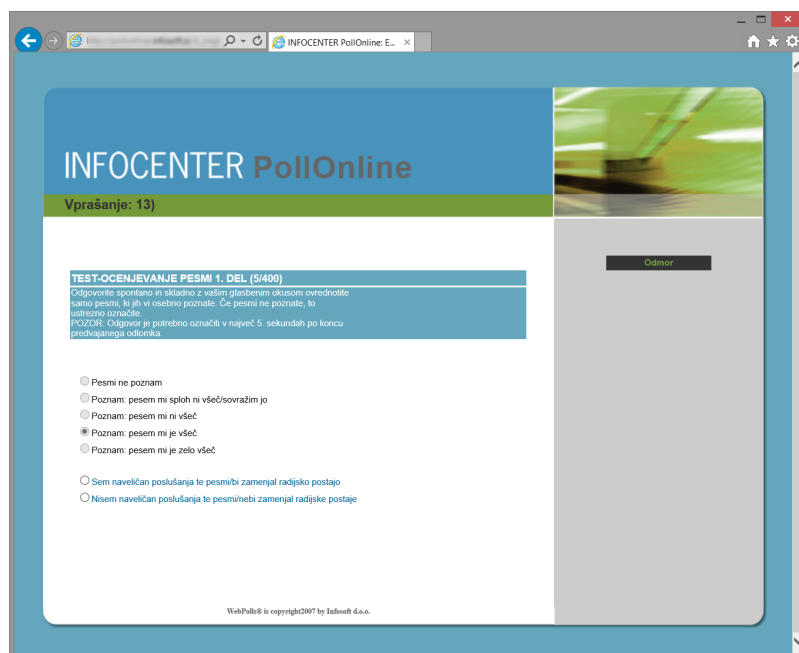 INFOCENTER PollOnline: E...
INFOCENTER PollOnline
Vprašanje: 13)
Odmor
TEST-OCENJEVANJE PESMI 1. DEL (5/400)
Odgovorite spontano in skladno z vašim glasbenim okusom ovrednotite
samo pesmi, ki jih vi osebno poznate. Če pesmi ne poznate, to
ustrezno označite.
POZOR: Odgovor je potrebno označiti v največ 5. sekundah po koncu
predvajanega odlomka.
Pesmi ne poznam
Poznam: pesem mi sploh ni všeč/sovražim jo
Poznam: pesem mi ni všeč
Poznam: pesem mi je všeč
Poznam: pesem mi je zelo všeč
Sem naveličan poslušanja te pesmi/bi zamenjal radijsko postajo
Nisem naveličan poslušanja te pesmi/nebi zamenjal radijske postaje
WebPolls® is copyright2007 by Infosoft d.o.o.